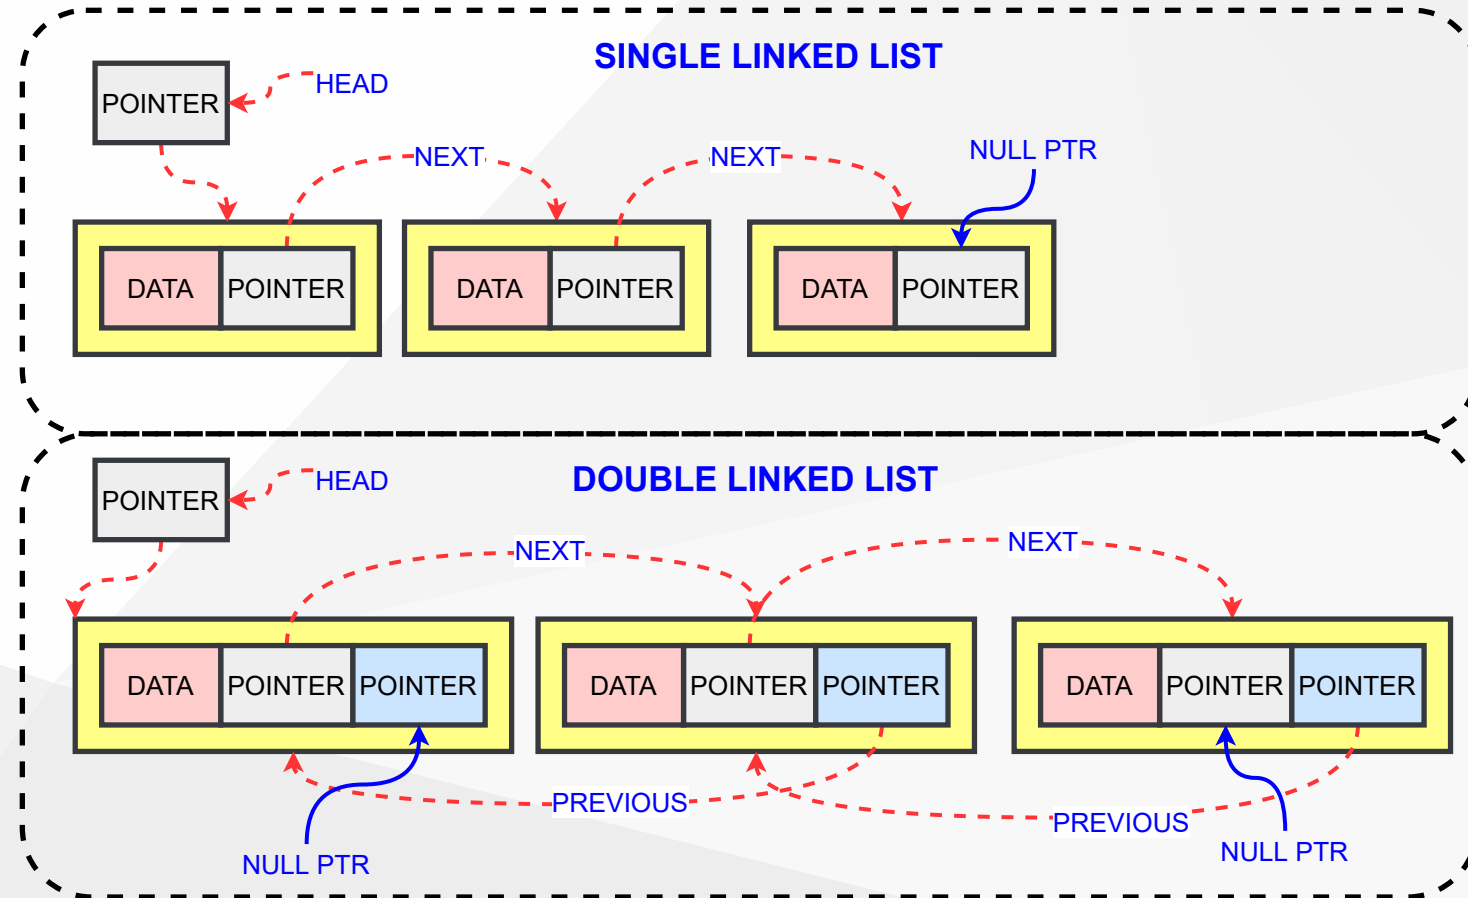 SINGLE LINKED LIST
POINTER
HEAD
NEXT
NEXT
NULL PTR
DATA POINTER
DATA POINTER
DATA POINTER
DOUBLE LINKED LIST
POINTER
HEAD
NEXT
NEXT
DATA POINTER POINTER
DATA POINTER POINTER
DATA POINTER POINTER
PREVIOUS
PREVIOUS
NULL PTR
NULL PTR